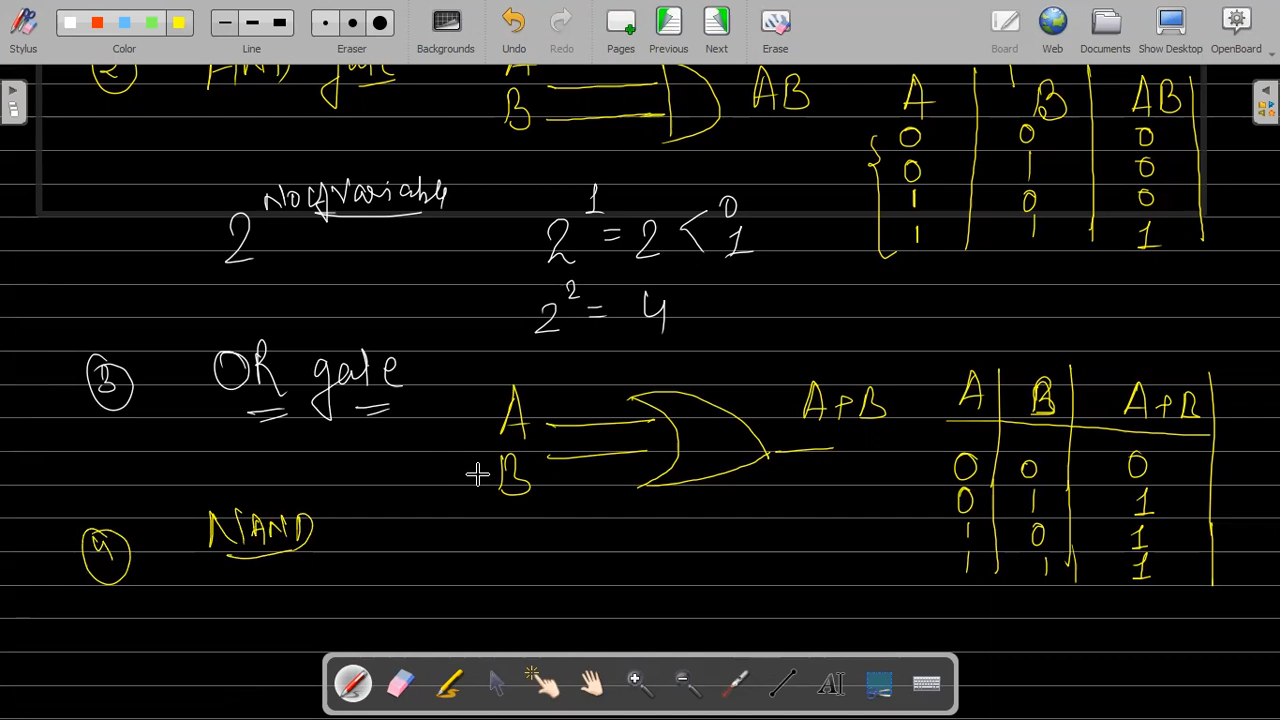 Stylus Color Line Eraser Backgrounds Undo Redo Pages Previous Next Erase Board Web Documents Show Desktop OpenBoard
2 AND gate A AB A B AB
B
0 0 0
0 1 0
1 0 0
1 1 1
2^No of Variable 2^1 = 2 < 0 1
2^2 = 4
3 OR gate A A+B A B A+B
B
0 0 0
0 1 1
1 0 1
1 1 1
4 NAND